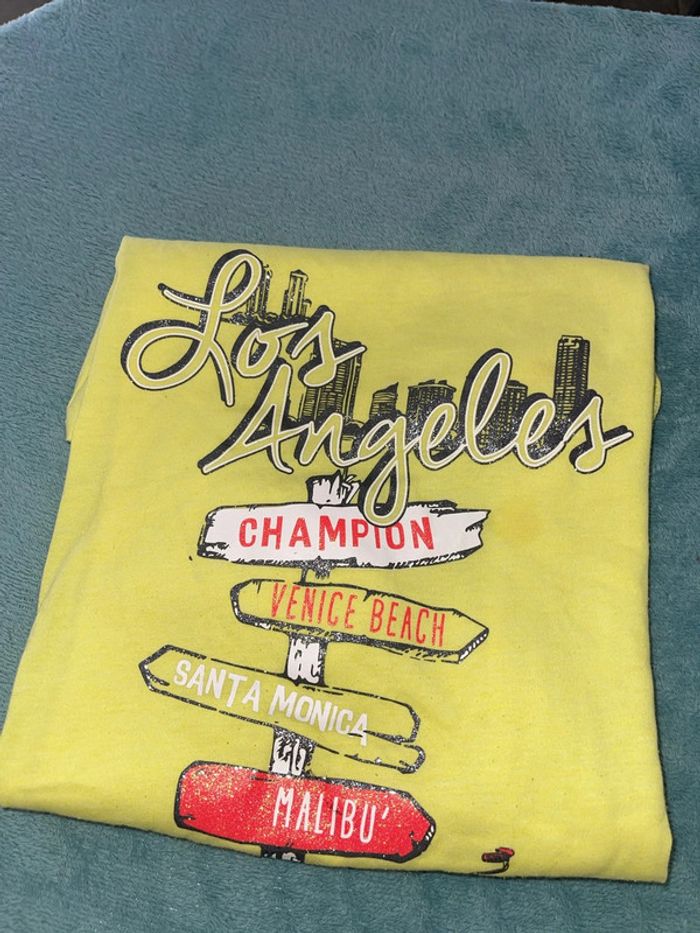 Los
Angeles
CHAMPION
VENICE BEACH
SANTA MONICA
MALIBU'